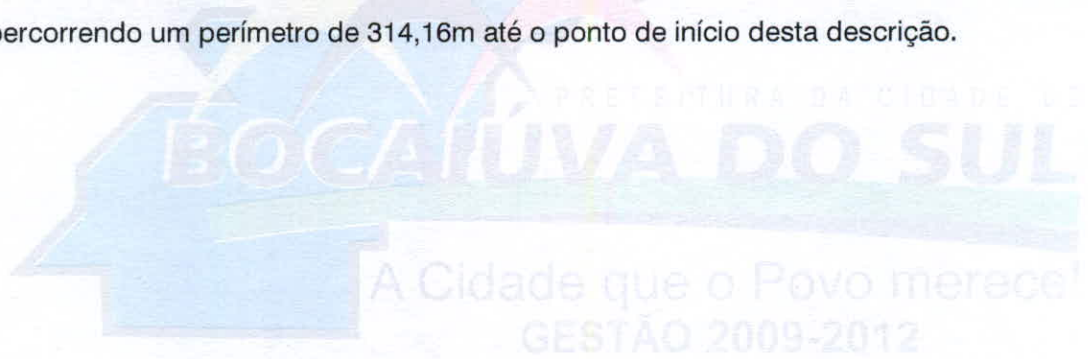 percorrendo um perímetro de 314,16m até o ponto de início desta descrição.
PREFEITURA DA CIDADE DE
BOCAIÚVA DO SUL
A Cidade que o Povo merece!
GESTÃO 2009-2012